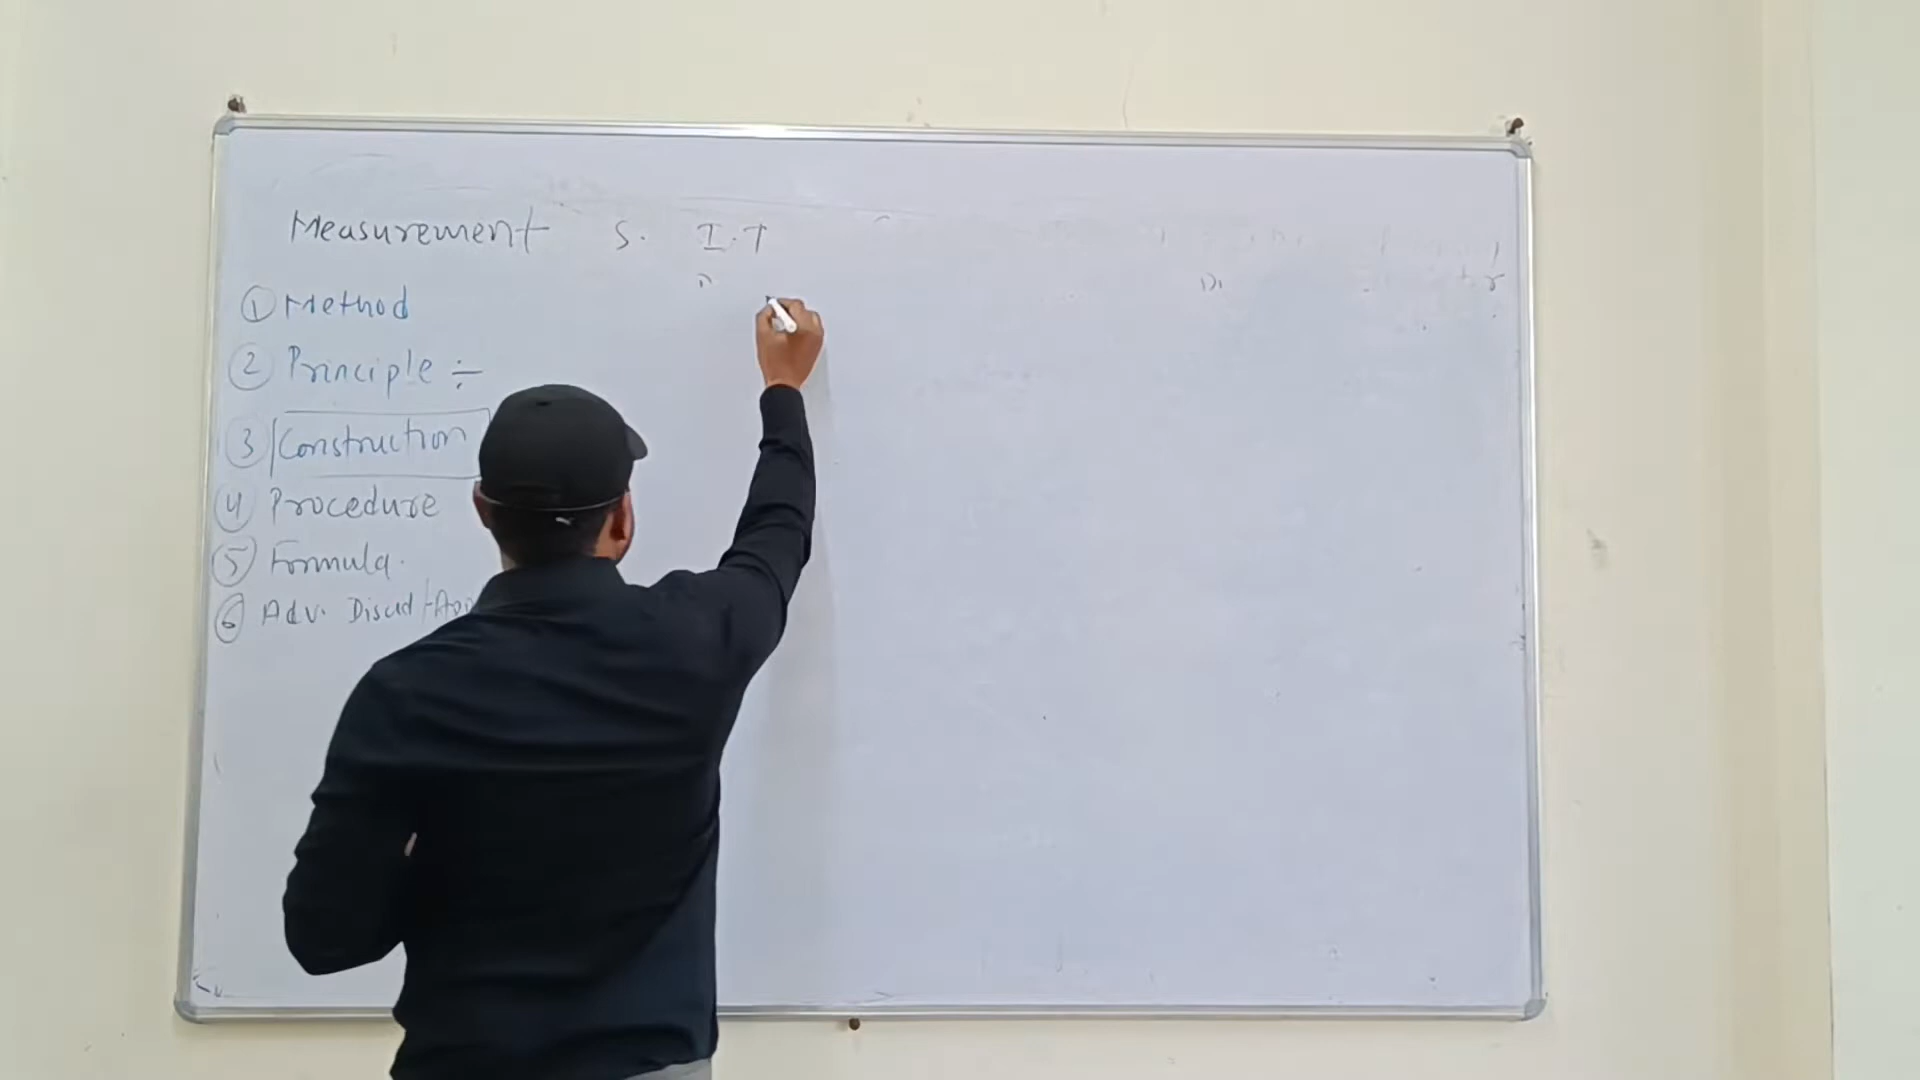 Measurement S. I.T
① Method
② Principle ÷
③ Construction
④ Procedure
⑤ Formula.
⑥ Adv. Disad